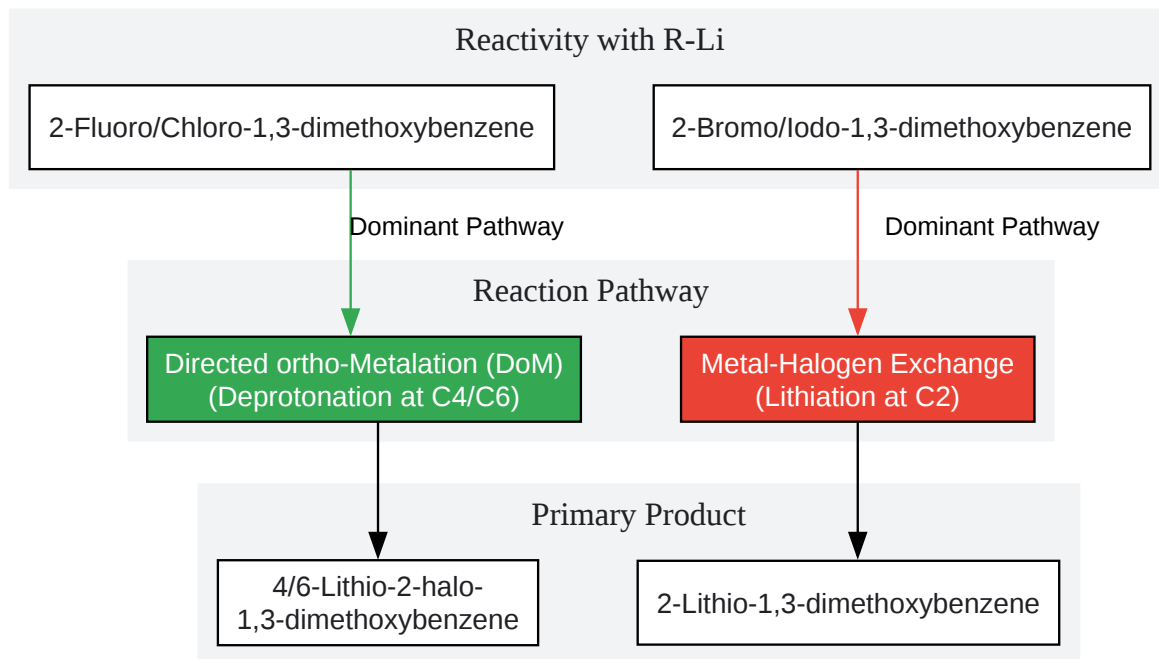 Reactivity with R-Li
2-Fluoro/Chloro-1,3-dimethoxybenzene
2-Bromo/Iodo-1,3-dimethoxybenzene
Dominant Pathway
Dominant Pathway
Reaction Pathway
Directed ortho-Metalation (DoM)
(Deprotonation at C4/C6)
Metal-Halogen Exchange
(Lithiation at C2)
Primary Product
4/6-Lithio-2-halo-
1,3-dimethoxybenzene
2-Lithio-1,3-dimethoxybenzene